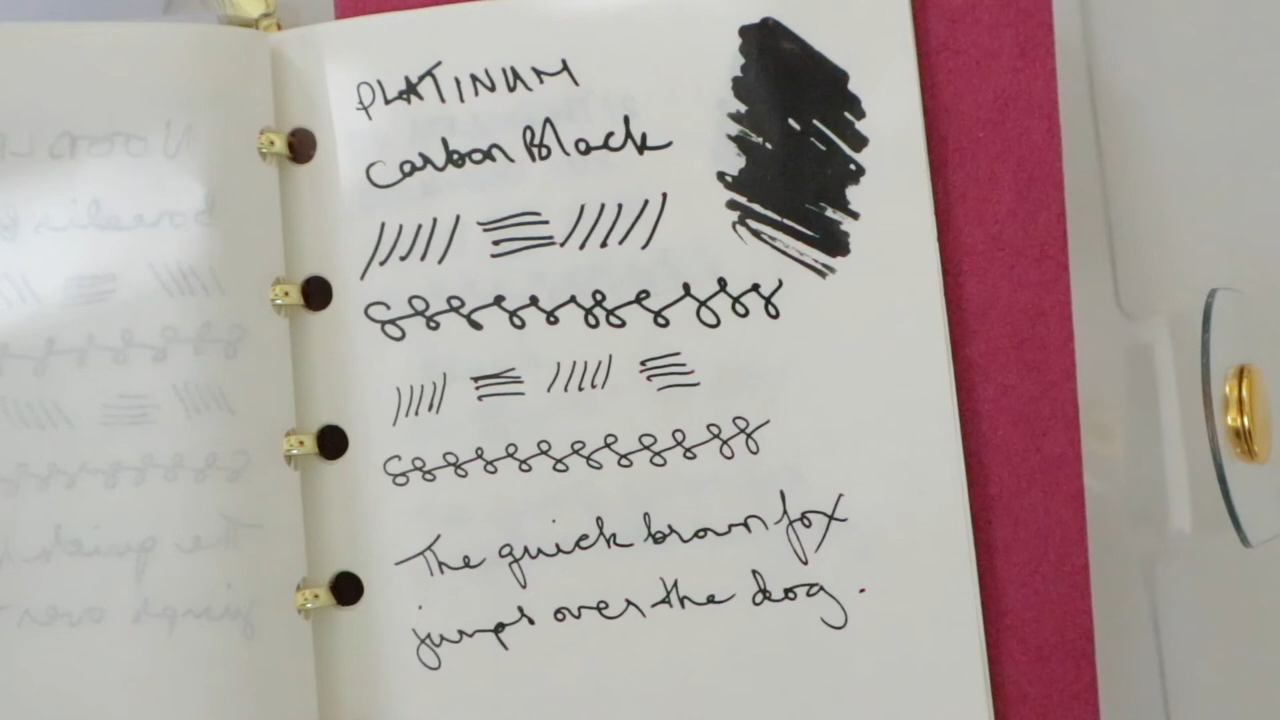 PLATINUM
Carbon Black
The quick brown fox
jumps over the dog.